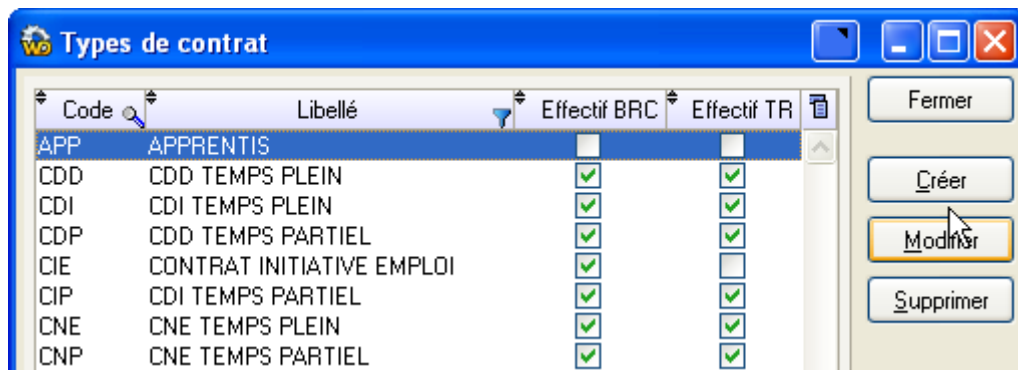 Types de contrat
Code Libellé Effectif BRC Effectif TR
Fermer
APP APPRENTIS
CDD CDD TEMPS PLEIN
Créer
CDI CDI TEMPS PLEIN
CDP CDD TEMPS PARTIEL
Modifier
CIE CONTRAT INITIATIVE EMPLOI
CIP CDI TEMPS PARTIEL
Supprimer
CNE CNE TEMPS PLEIN
CNP CNE TEMPS PARTIEL